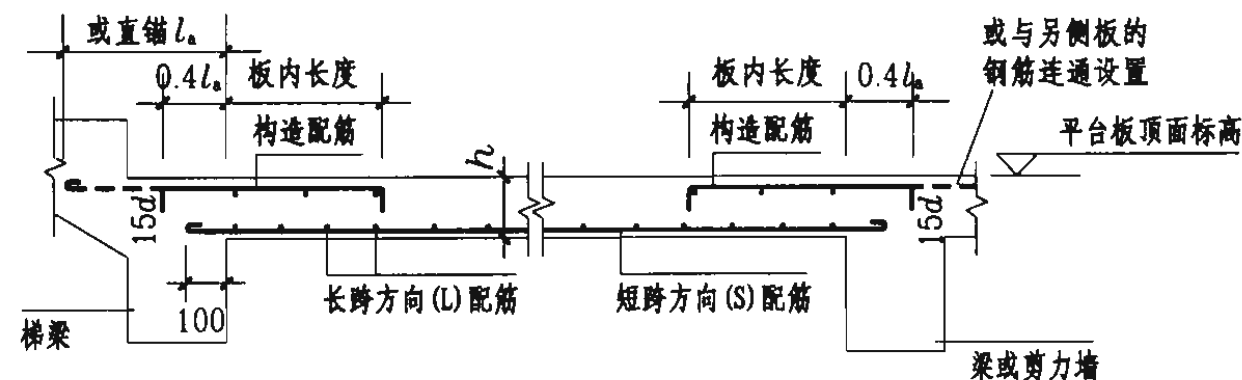 或直锚lₐ
0.4lₐ 板内长度
构造配筋
h
15d
长跨方向(L)配筋
100
梯梁
板内长度 0.4lₐ
构造配筋
或与另侧板的
钢筋连通设置
平台板顶面标高
15d
短跨方向(S)配筋
梁或剪力墙